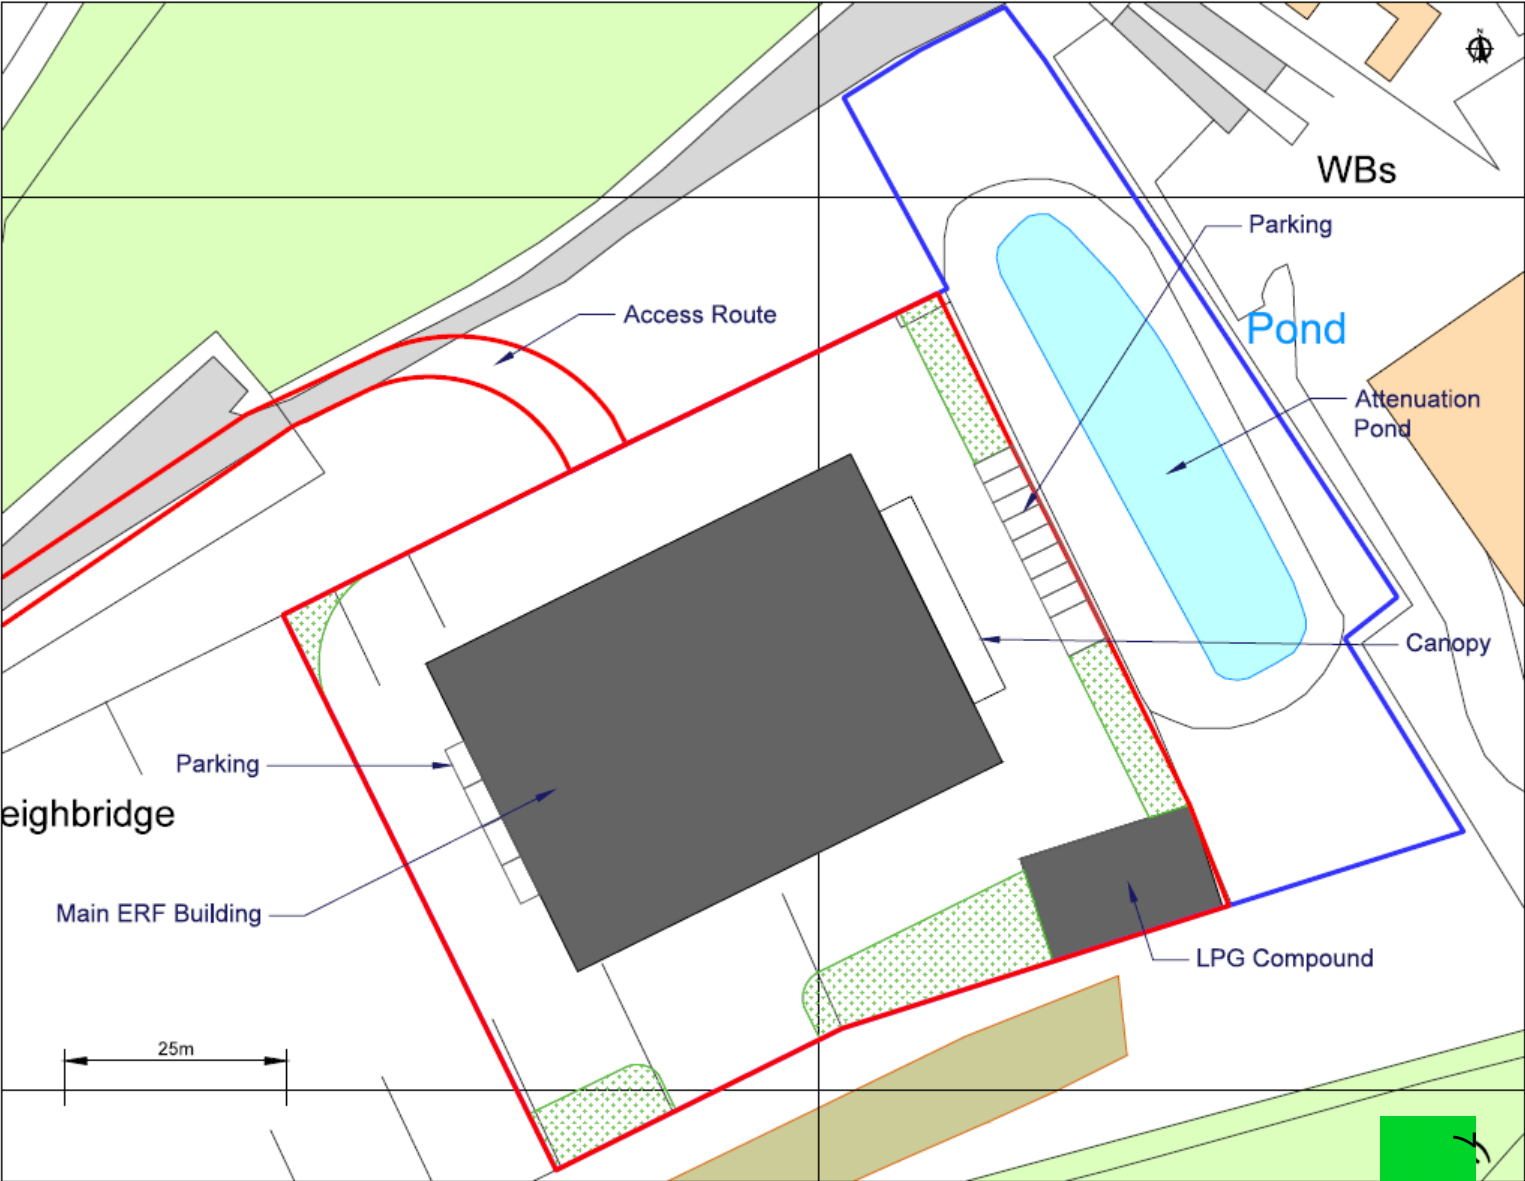 N
WBs
Parking
Access Route
Pond
Attenuation
Pond
Canopy
Parking
eighbridge
Main ERF Building
LPG Compound
25m